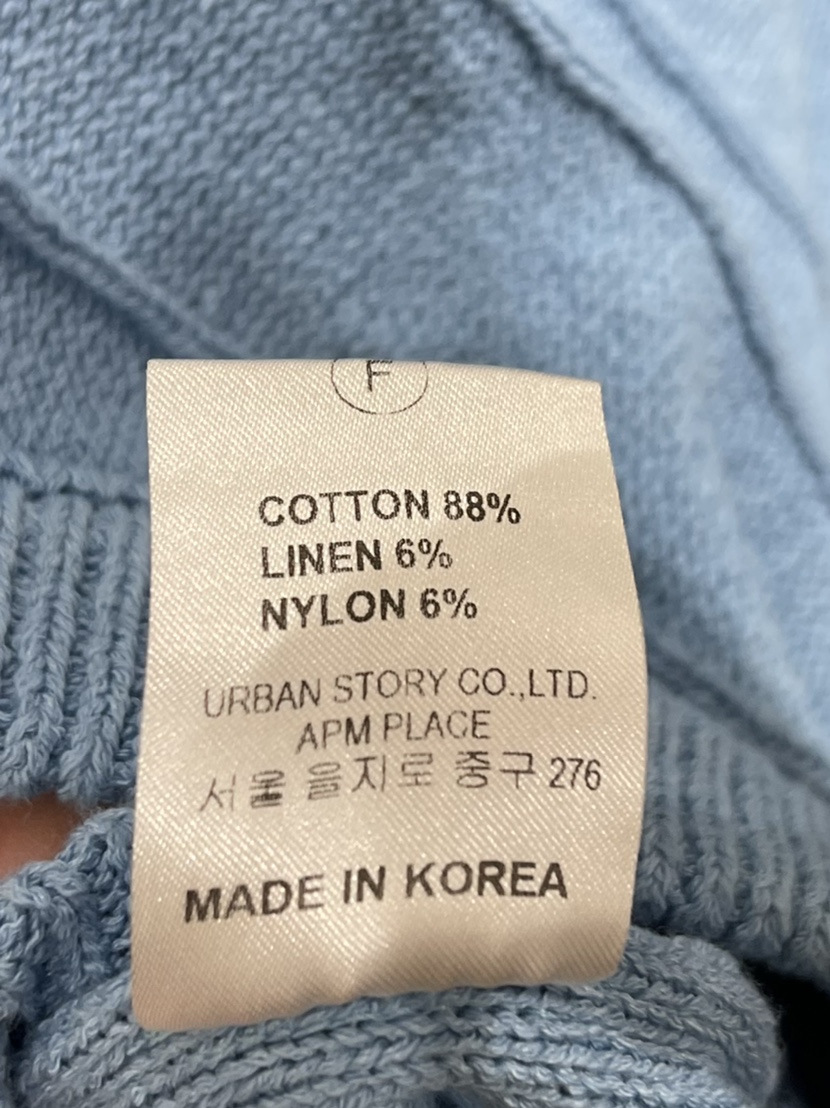 F
COTTON 88%
LINEN 6%
NYLON 6%
URBAN STORY CO.,LTD.
APM PLACE
서울 을지로 중구 276
MADE IN KOREA